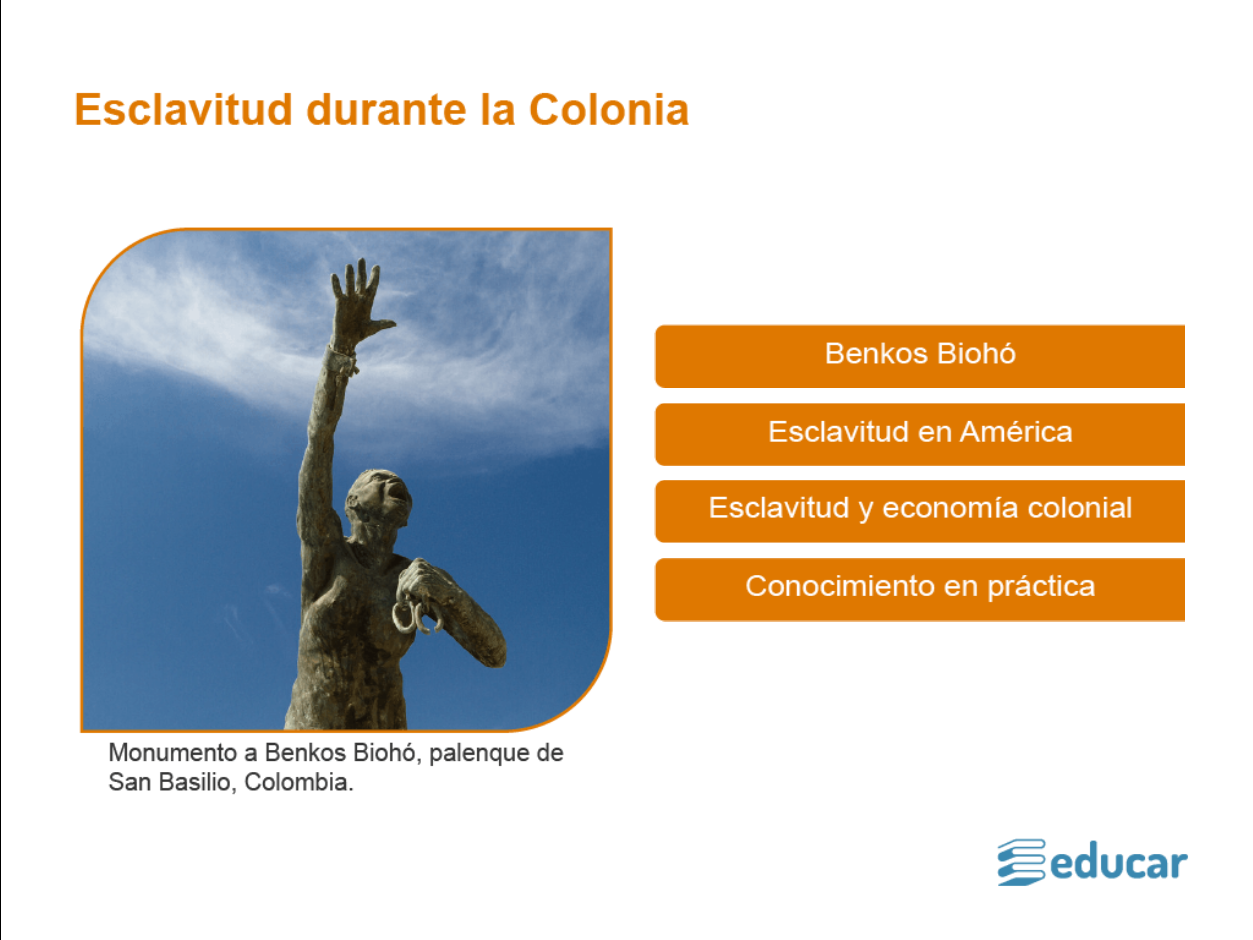 Esclavitud durante la Colonia
Benkos Biohó
Esclavitud en América
Esclavitud y economía colonial
Conocimiento en práctica
Monumento a Benkos Biohó, palenque de
San Basilio, Colombia.
educar